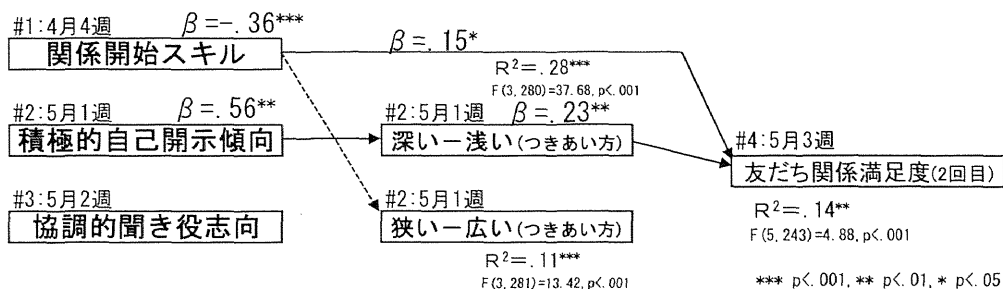 #1:4月4週 β=-.36***
関係開始スキル
β=.15*
R²=.28***
F(3,280)=37.68, p<.001
#2:5月1週 β=.56**
積極的自己開示傾向
#2:5月1週 β=.23**
深い－浅い(つきあい方)
#4:5月3週
友だち関係満足度(2回目)
R²=.14**
F(5,243)=4.88, p<.001
#3:5月2週
協調的聞き役志向
#2:5月1週
狭い－広い(つきあい方)
R²=.11***
F(3,281)=13.42, p<.001
*** p<.001, ** p<.01, * p<.05